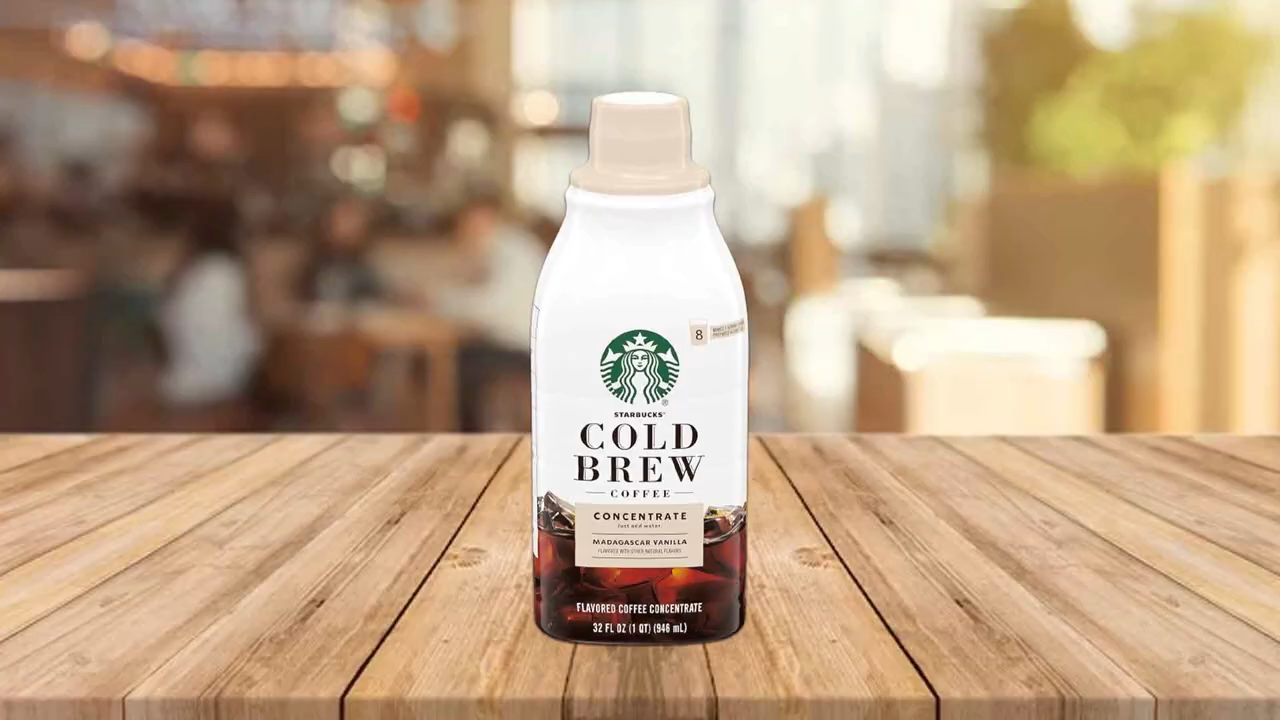 8
STARBUCKS®
COLD
BREW
COFFEE
CONCENTRATE
Just add water
MADAGASCAR VANILLA
FLAVORED WITH OTHER NATURAL FLAVORS
FLAVORED COFFEE CONCENTRATE
32 FL OZ (1 QT) (946 mL)